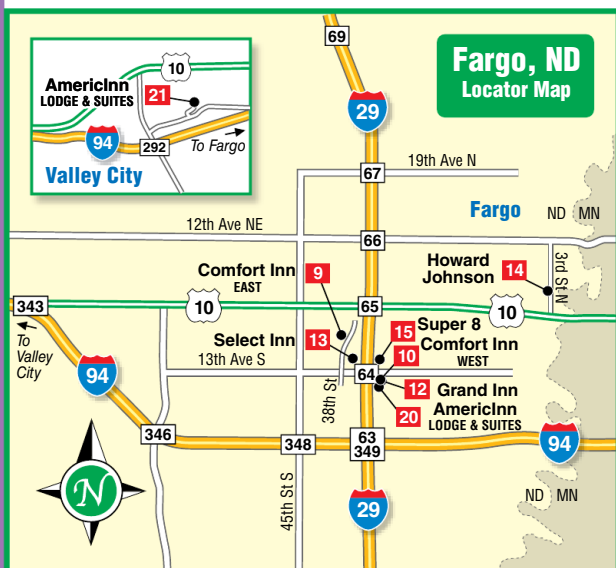 Fargo, ND
Locator Map
10
AmericInn
LODGE & SUITES
21
94
292
To Fargo
Valley City
69
29
67
19th Ave N
Fargo
ND
MN
12th Ave NE
66
Howard
Johnson
14
3rd St N
Comfort Inn
EAST
9
343
10
65
10
To
Valley
City
Select Inn
13
15
Super 8
10
Comfort Inn
WEST
13th Ave S
64
38th St
12
Grand Inn
20
AmericInn
LODGE & SUITES
94
346
348
63
349
94
N
45th St S
29
ND
MN